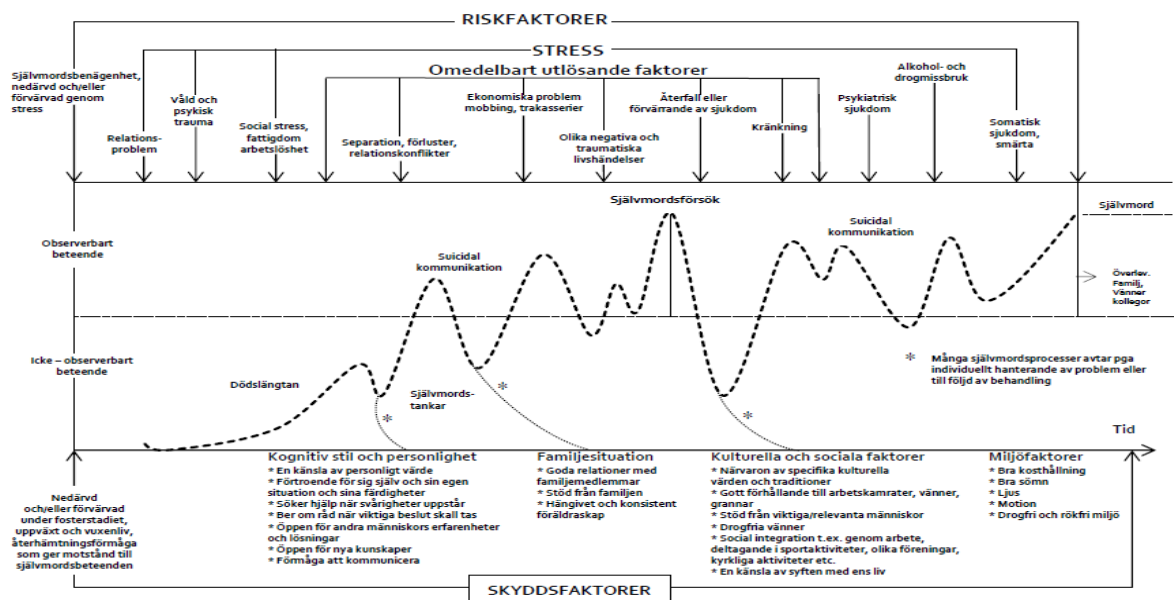 RISKFAKTORER
STRESS
Omedelbart utlösande faktorer
Självmordsbenägenhet,
nedärvd och/eller
förvärvad genom
stress
Relations-
problem
Våld och
psykisk
trauma
Social stress,
fattigdom
arbetslöshet
Separation, förluster,
relationskonflikter
Ekonomiska problem
mobbing, trakasserier
Olika negativa och
traumatiska
livshändelser
Återfall eller
förvärrande av sjukdom
Kränkning
Psykiatrisk
sjukdom
Alkohol- och
drogmissbruk
Somatisk
sjukdom,
smärta
Självmordsförsök
Självmord
Observerbart
beteende
Suicidal
kommunikation
Suicidal
kommunikation
Överlev.
Familj,
Vänner
kollegor
Icke – observerbart
beteende
Dödslängtan
Självmords-
tankar
*
*
*
* Många självmordsprocesser avtar pga
individuellt hanterande av problem eller
till följd av behandling
Tid
Nedärvd
och/eller förvärvad
under fosterstadiet,
uppväxt och vuxenliv,
återhämtningsförmåga
som ger motstånd till
självmordsbeteenden
Kognitiv stil och personlighet
* En känsla av personligt värde
* Förtroende för sig själv och sin egen
situation och sina färdigheter
* Söker hjälp när svårigheter uppstår
* Ber om råd när viktiga beslut skall tas
* Öppen för andra människors erfarenheter
och lösningar
* Öppen för nya kunskaper
* Förmåga att kommunicera
Familjesituation
* Goda relationer med
familjemedlemmar
* Stöd från familjen
* Hängivet och konsistent
föräldraskap
Kulturella och sociala faktorer
* Närvaron av specifika kulturella
värden och traditioner
* Gott förhållande till arbetskamrater, vänner,
grannar
* Stöd från viktiga/relevanta människor
* Drogfria vänner
* Social integration t.ex. genom arbete,
deltagande i sportaktiviteter, olika föreningar,
kyrkliga aktiviteter etc.
* En känsla av syften med ens liv
Miljöfaktorer
* Bra kosthållning
* Bra sömn
* Ljus
* Motion
* Drogfri och rökfri miljö
SKYDDSFAKTORER